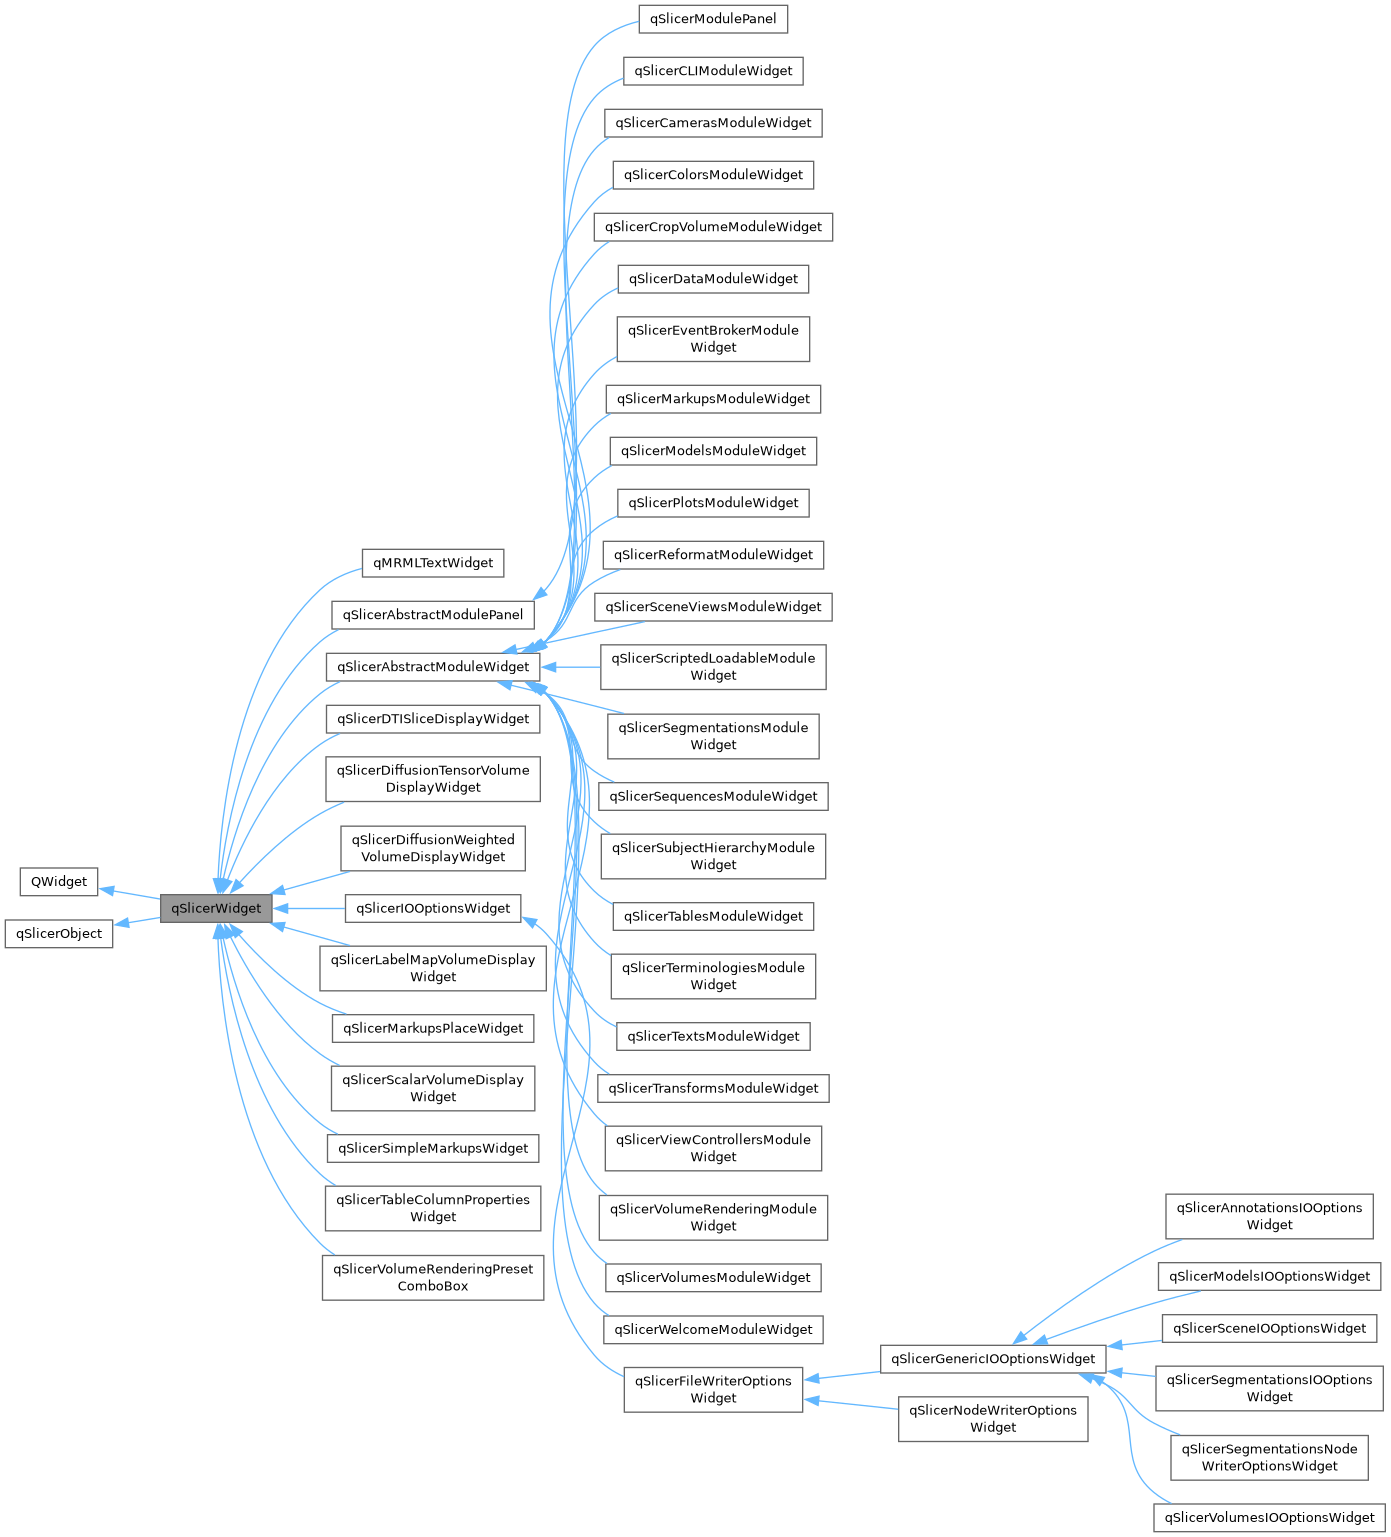 QWidget
qSlicerObject
qSlicerWidget
qMRMLTextWidget
qSlicerAbstractModulePanel
qSlicerAbstractModuleWidget
qSlicerDTISliceDisplayWidget
qSlicerDiffusionTensorVolume
DisplayWidget
qSlicerDiffusionWeighted
VolumeDisplayWidget
qSlicerIOOptionsWidget
qSlicerLabelMapVolumeDisplay
Widget
qSlicerMarkupsPlaceWidget
qSlicerScalarVolumeDisplay
Widget
qSlicerSimpleMarkupsWidget
qSlicerTableColumnProperties
Widget
qSlicerVolumeRenderingPreset
ComboBox
qSlicerModulePanel
qSlicerCLIModuleWidget
qSlicerCamerasModuleWidget
qSlicerColorsModuleWidget
qSlicerCropVolumeModuleWidget
qSlicerDataModuleWidget
qSlicerEventBrokerModule
Widget
qSlicerMarkupsModuleWidget
qSlicerModelsModuleWidget
qSlicerPlotsModuleWidget
qSlicerReformatModuleWidget
qSlicerSceneViewsModuleWidget
qSlicerScriptedLoadableModule
Widget
qSlicerSegmentationsModule
Widget
qSlicerSequencesModuleWidget
qSlicerSubjectHierarchyModule
Widget
qSlicerTablesModuleWidget
qSlicerTerminologiesModule
Widget
qSlicerTextsModuleWidget
qSlicerTransformsModuleWidget
qSlicerViewControllersModule
Widget
qSlicerVolumeRenderingModule
Widget
qSlicerVolumesModuleWidget
qSlicerWelcomeModuleWidget
qSlicerFileWriterOptions
Widget
qSlicerGenericIOOptionsWidget
qSlicerNodeWriterOptions
Widget
qSlicerAnnotationsIOOptions
Widget
qSlicerModelsIOOptionsWidget
qSlicerSceneIOOptionsWidget
qSlicerSegmentationsIOOptions
Widget
qSlicerSegmentationsNode
WriterOptionsWidget
qSlicerVolumesIOOptionsWidget